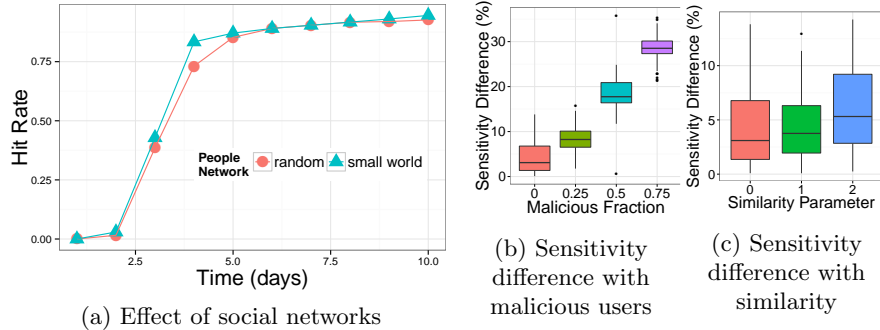 0.75
0.50
0.25
0.00
Hit Rate
People
Network
random
small world
2.5
5.0
7.5
10.0
Time (days)
(a) Effect of social networks
Sensitivity Difference (%)
30
20
10
0
0
0.25
0.5
0.75
Malicious Fraction
(b) Sensitivity
difference with
malicious users
Sensitivity Difference (%)
10
5
0
0
1
2
Similarity Parameter
(c) Sensitivity
difference with
similarity